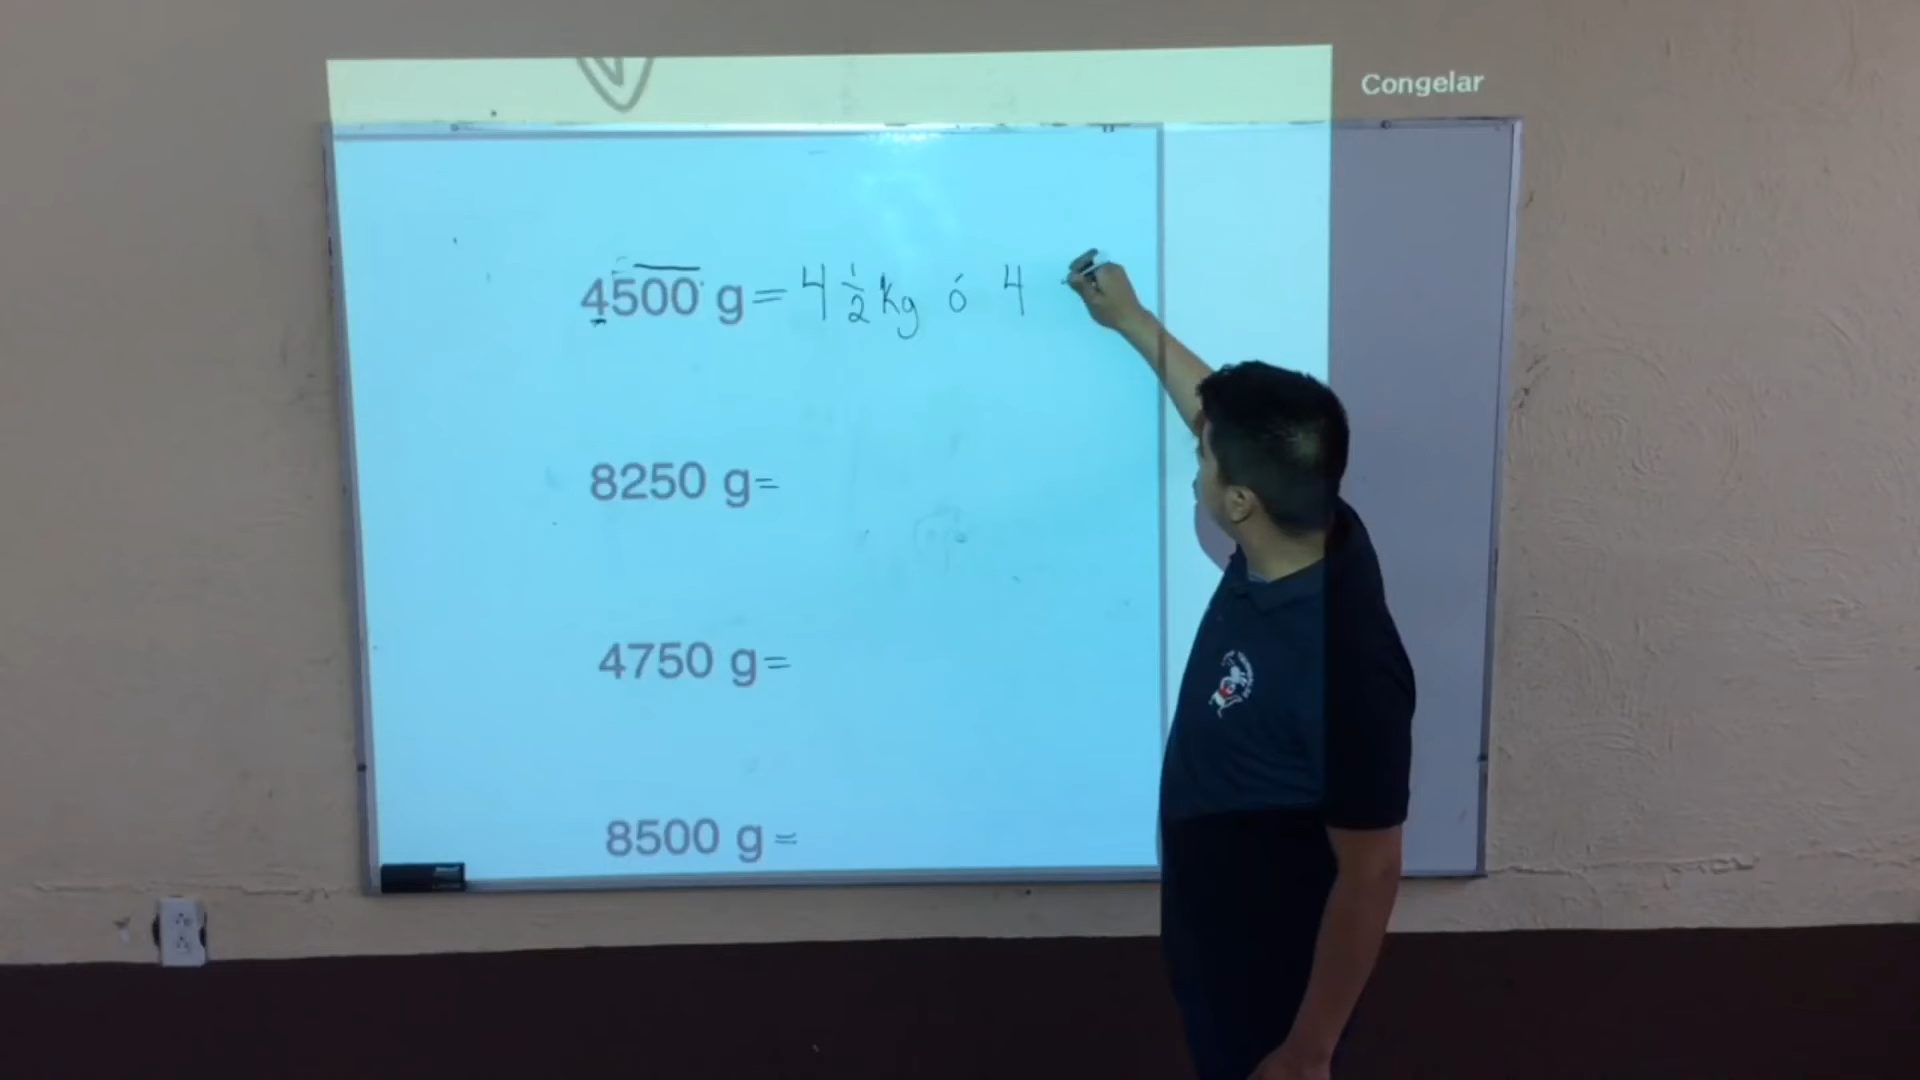 Congelar
4500 g = 4 1/2 kg ó 4
8250 g=
4750 g=
8500 g =